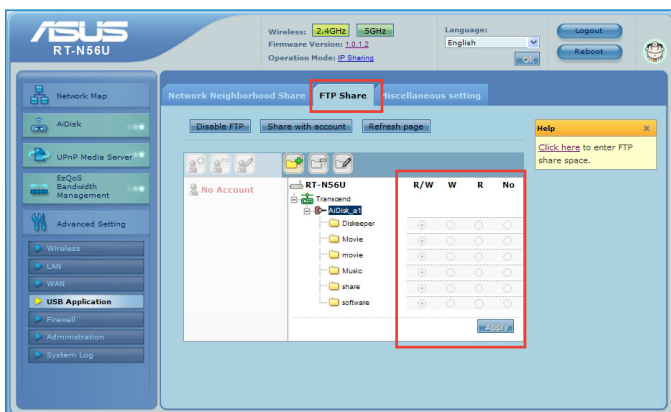 ASUS
RT-N56U
Wireless: 2.4GHz 5GHz
Firmware Version: 1.0.1.2
Operation Mode: IP Sharing
Language:
English
OK
Logout
Reboot
Network Map
AiDisk
UPnP Media Server
EzQoS
Bandwidth
Management
Advanced Setting
Wireless
LAN
WAN
USB Application
Firewall
Administration
System Log
Network Neighborhood Share
FTP Share
Miscellaneous setting
Disable FTP
Share with account
Refresh page
No Account
RT-N56U
R/W W R No
Transcend
AiDisk_a1
Diskeeper
Movie
movie
Music
share
software
Apply
Help
Click here to enter FTP
share space.